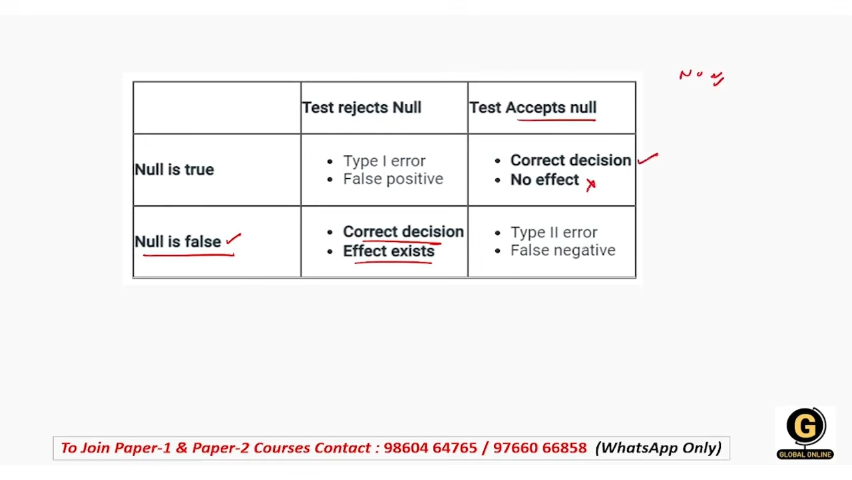 Test rejects Null
Test Accepts null
Null is true
• Type I error
• False positive
• Correct decision
• No effect
Null is false
• Correct decision
• Effect exists
• Type II error
• False negative
To Join Paper-1 & Paper-2 Courses Contact : 98604 64765 / 97660 66858 (WhatsApp Only)
G
GLOBAL ONLINE